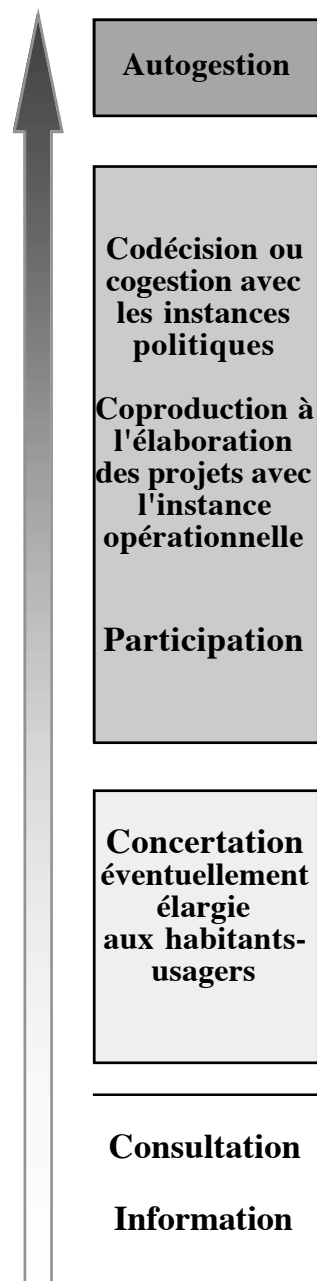 Autogestion
Codécision ou
cogestion avec
les instances
politiques
Coproduction à
l'élaboration
des projets avec
l'instance
opérationnelle
Participation
Concertation
éventuellement
élargie
aux habitants-
usagers
Consultation
Information